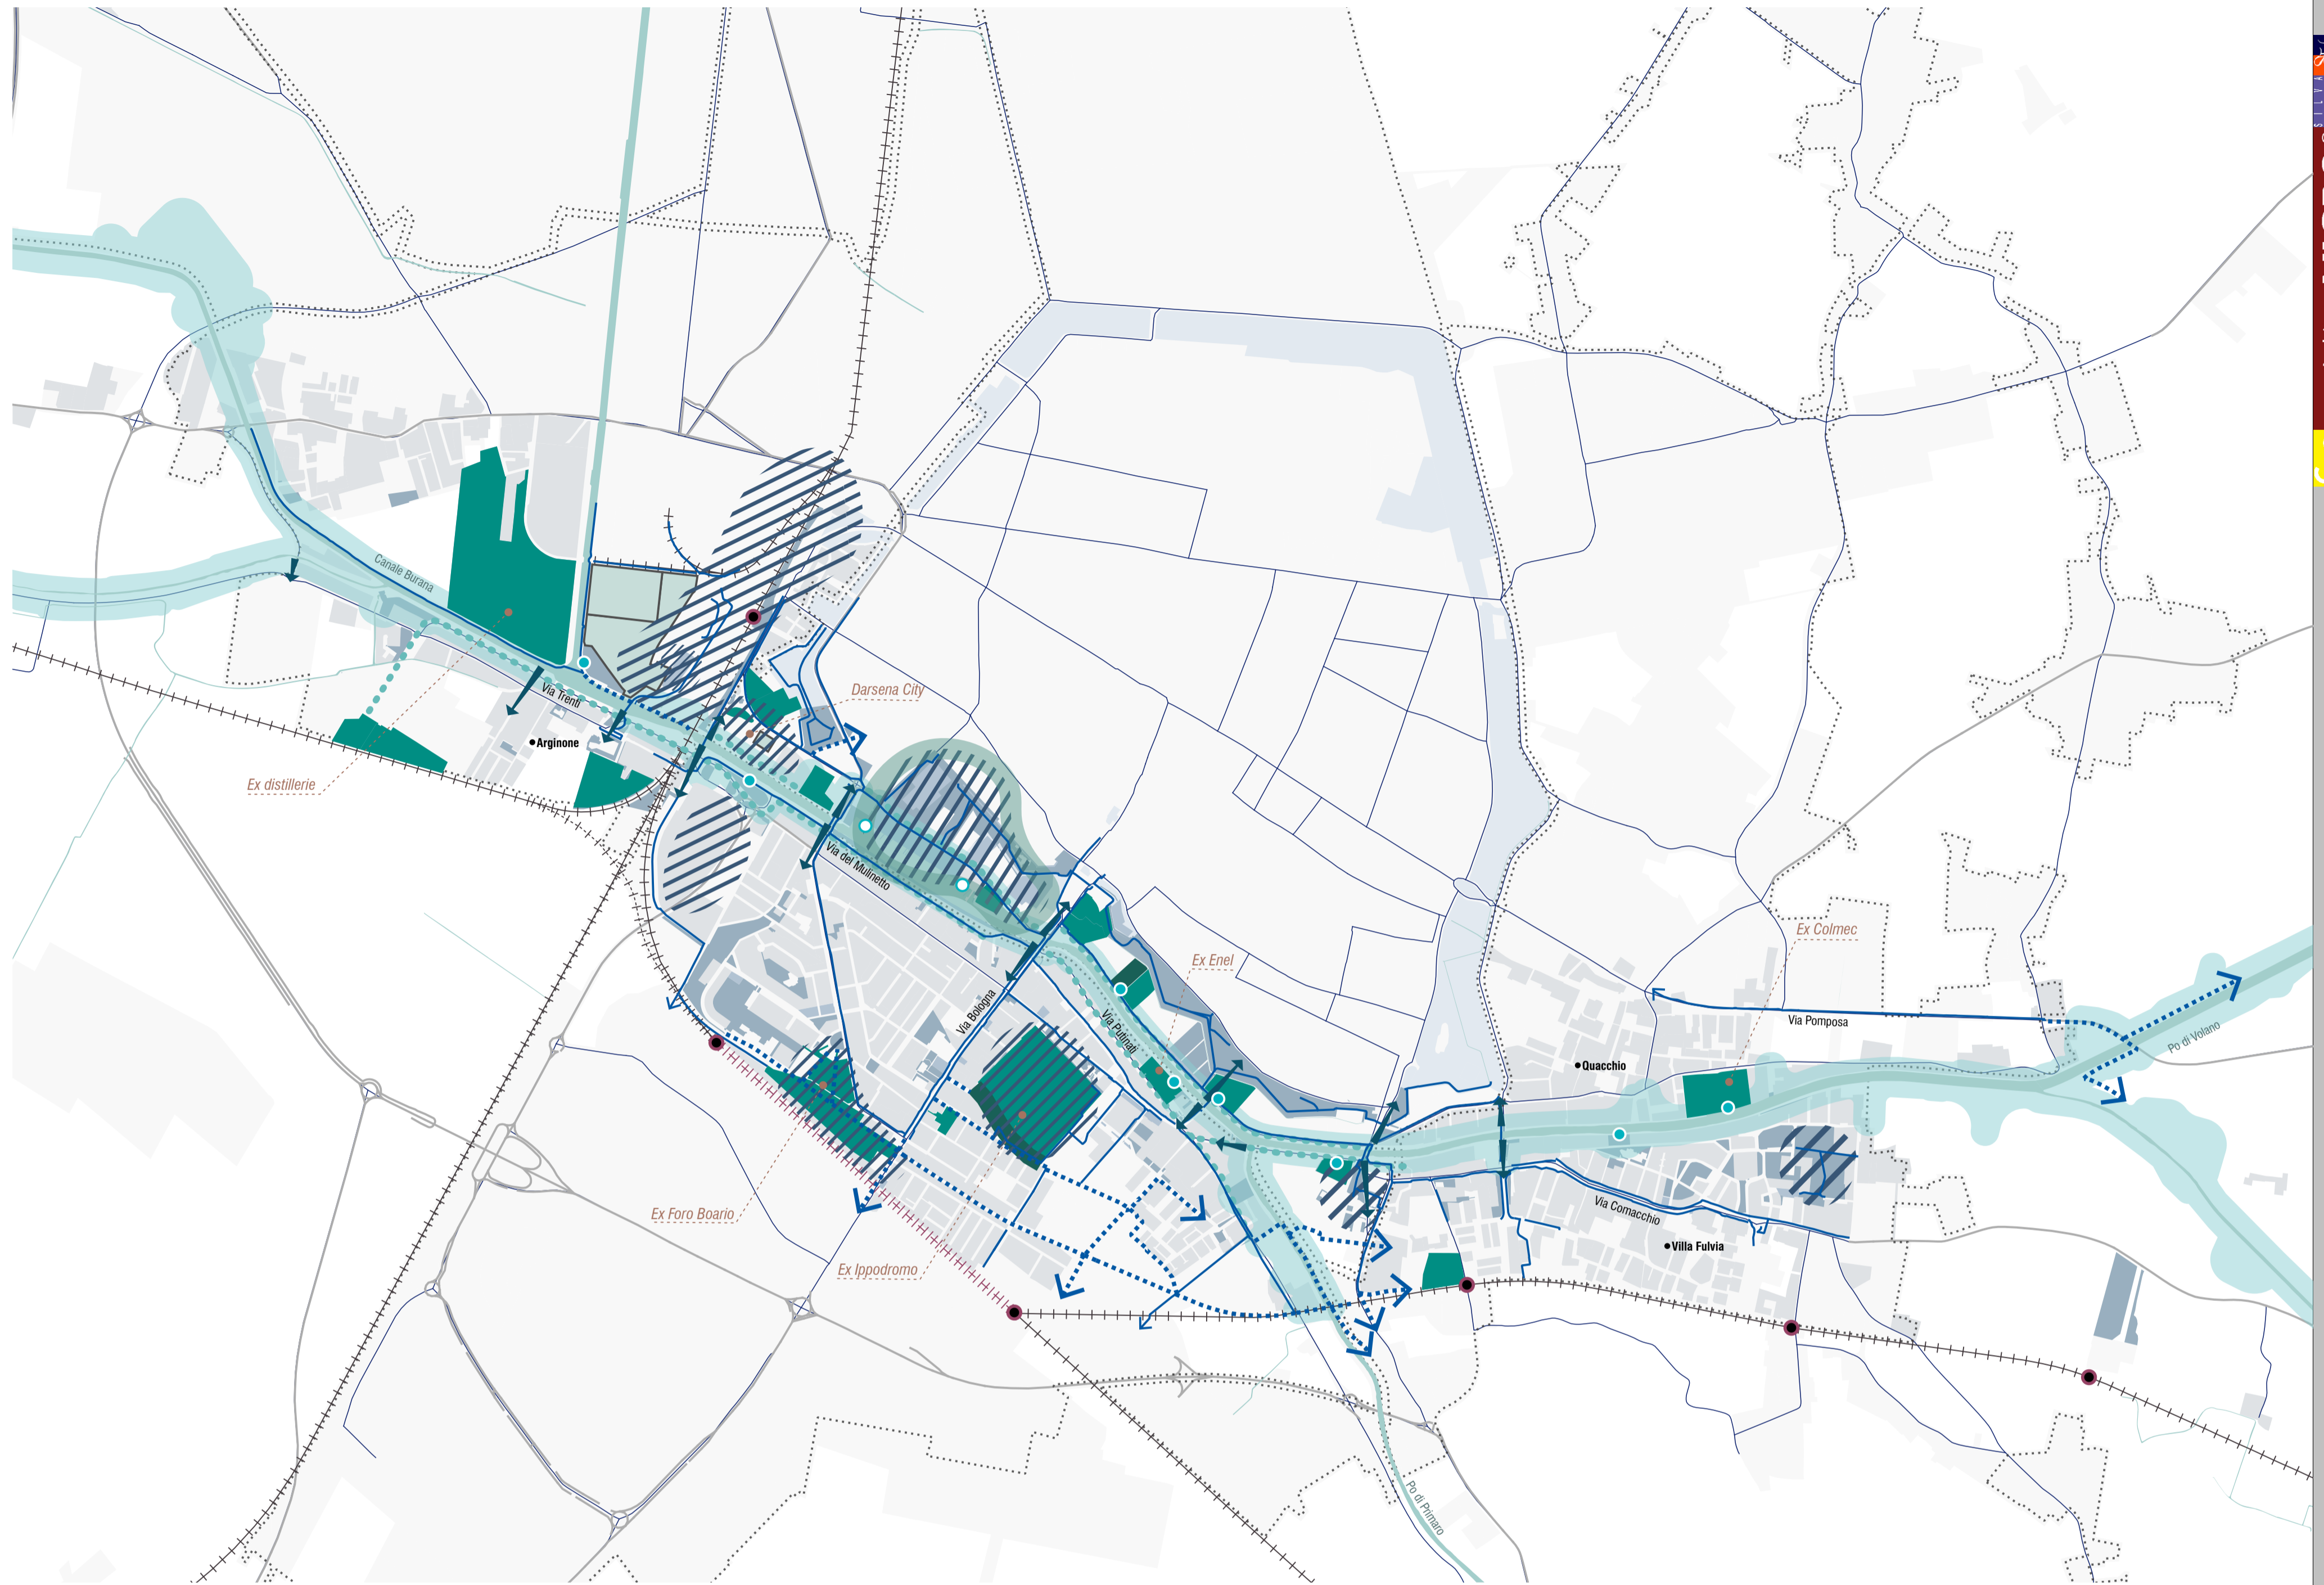 Canale Burana
Via Trenti
Darsena City
Arginone
Ex distillerie
Via del Mulinetto
Ex Colmec
Ex Enel
Via Bologna
Via Putinati
Via Pomposa
Po di Volano
Quacchio
Ex Foro Boario
Via Comacchio
Villa Fulvia
Ex Ippodromo
Po di Primaro